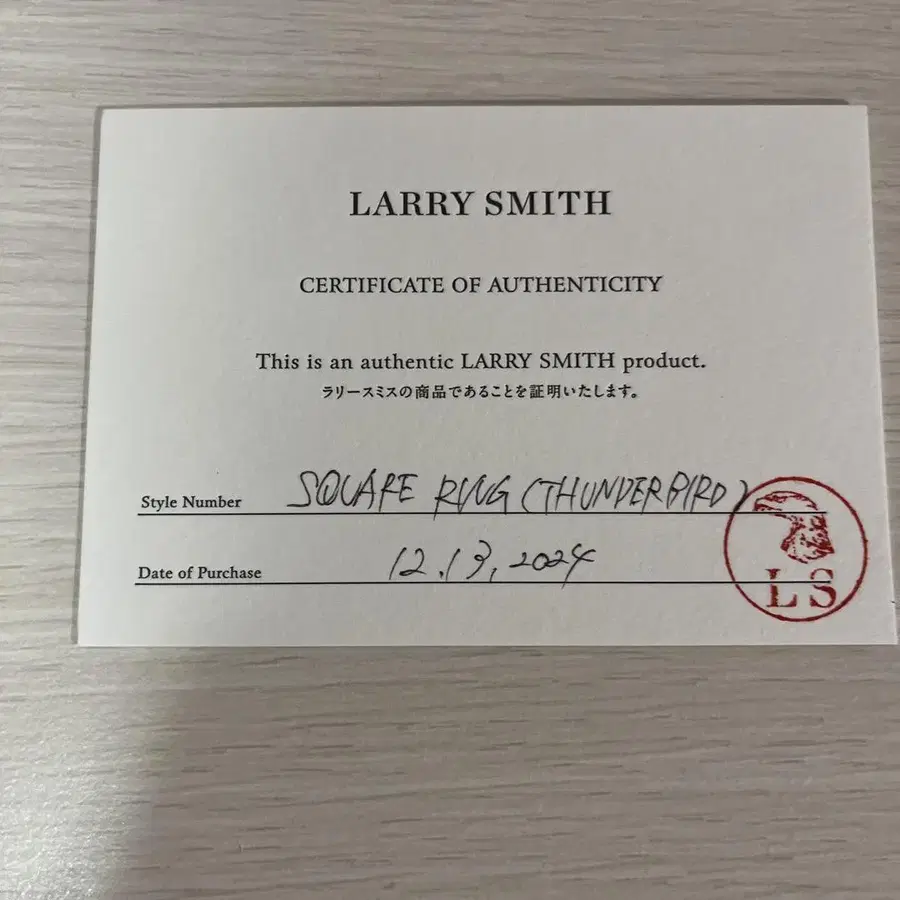 LARRY SMITH
CERTIFICATE OF AUTHENTICITY
This is an authentic LARRY SMITH product.
ラリースミスの商品であることを証明いたします。
Style Number SQUARE RING (THUNDERBIRD)
Date of Purchase 12.13,2024
LS